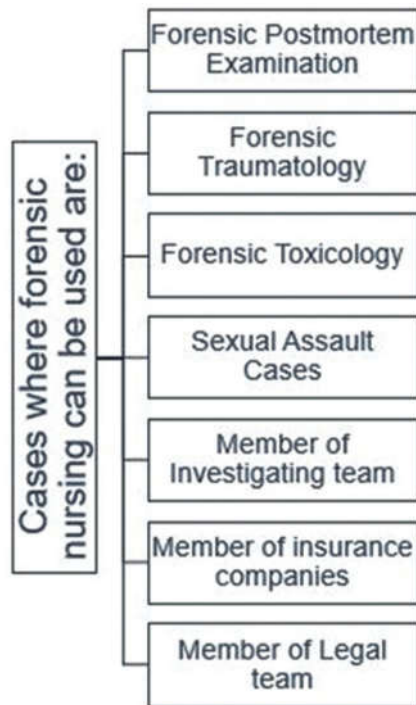 Cases where forensic
nursing can be used are:
Forensic Postmortem
Examination
Forensic
Traumatology
Forensic Toxicology
Sexual Assault
Cases
Member of
Investigating team
Member of insurance
companies
Member of Legal
team